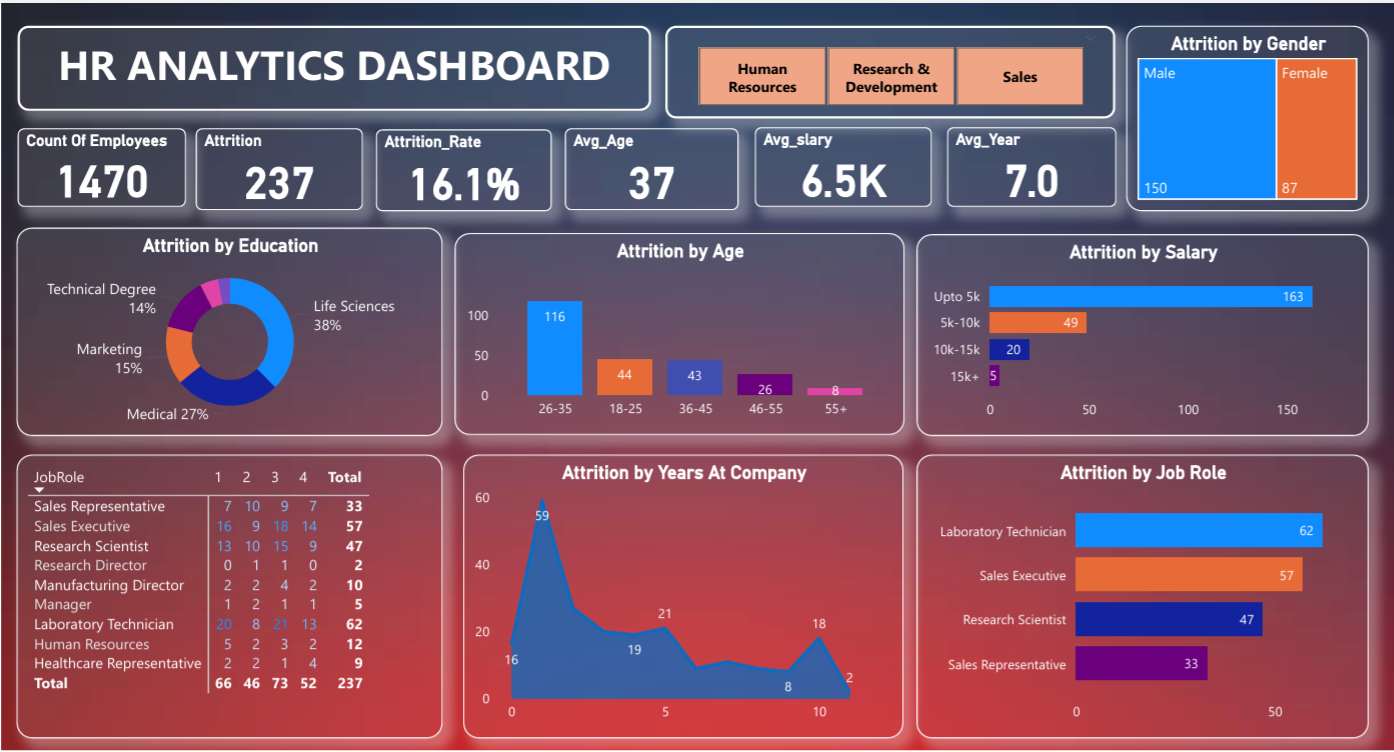 HR ANALYTICS DASHBOARD
Human
Resources
Research &
Development
Sales
Attrition by Gender
Male
150
Female
87
Count Of Employees
1470
Attrition
237
Attrition_Rate
16.1%
Avg_Age
37
Avg_slary
6.5K
Avg_Year
7.0
Attrition by Education
Technical Degree
14%
Life Sciences
38%
Marketing
15%
Medical 27%
Attrition by Age
100
50
0
116
44
43
26
8
26-35 18-25 36-45 46-55 55+
Attrition by Salary
Upto 5k 163
5k-10k 49
10k-15k 20
15k+ 5
0 50 100 150
JobRole 1 2 3 4 Total
Sales Representative 7 10 9 7 33
Sales Executive 16 9 18 14 57
Research Scientist 13 10 15 9 47
Research Director 0 1 1 0 2
Manufacturing Director 2 2 4 2 10
Manager 1 2 1 1 5
Laboratory Technician 20 8 21 13 62
Human Resources 5 2 3 2 12
Healthcare Representative 2 2 1 4 9
Total 66 46 73 52 237
Attrition by Years At Company
60
40
20
0
16
59
19
21
8
18
2
0 5 10
Attrition by Job Role
Laboratory Technician 62
Sales Executive 57
Research Scientist 47
Sales Representative 33
0 50